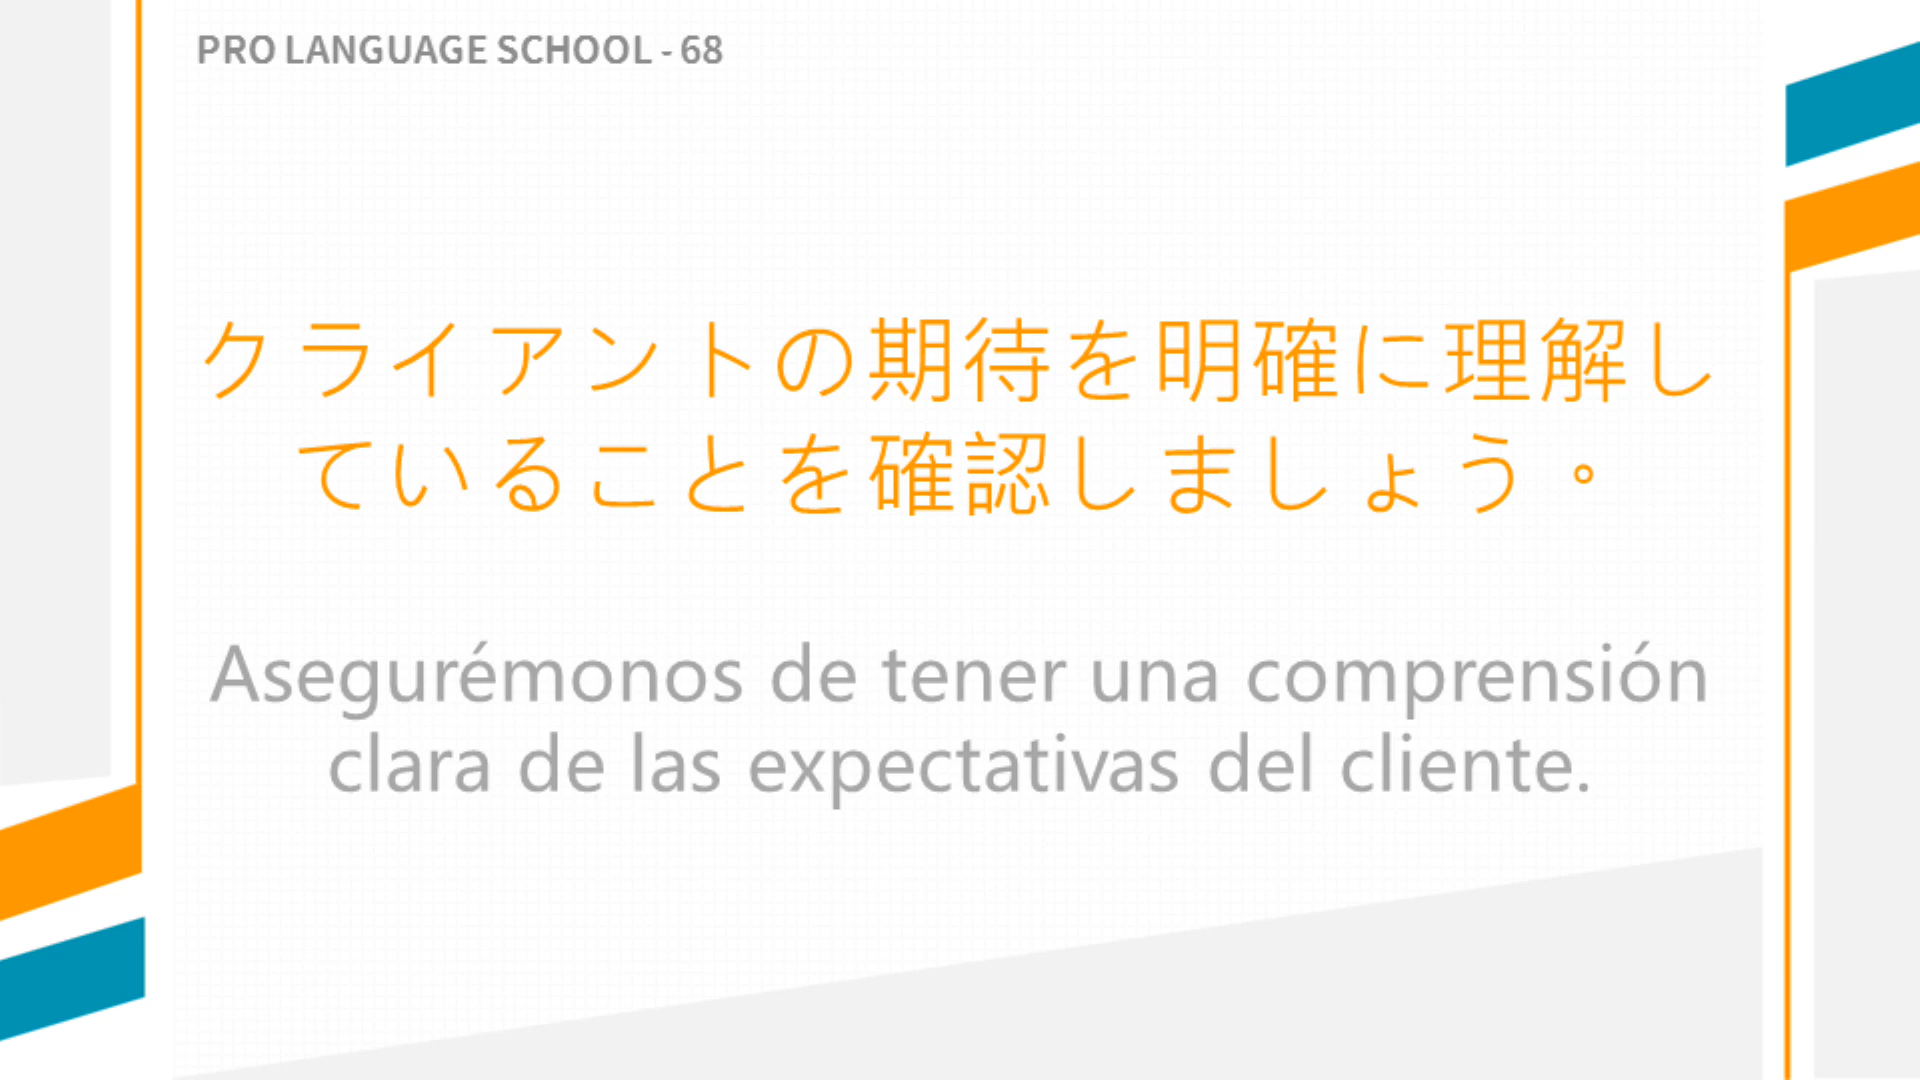 PRO LANGUAGE SCHOOL - 68
クライアントの期待を明確に理解し
ていることを確認しましょう。
Asegurémonos de tener una comprensión
clara de las expectativas del cliente.